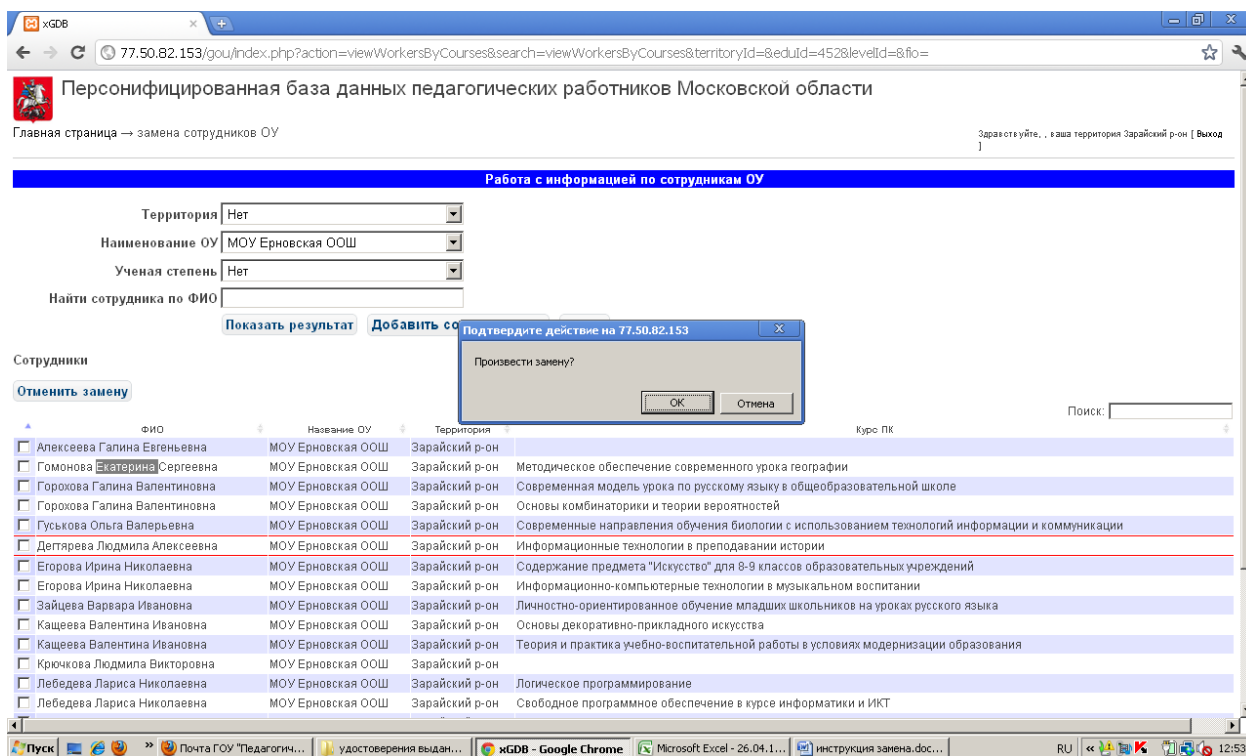 xGDB
77.50.82.153/gou/index.php?action=viewWorkersByCourses&search=viewWorkersByCourses&territoryId=&eduId=452&levelId=&fio=
Персонифицированная база данных педагогических работников Московской области
Главная страница → замена сотрудников ОУ
Здравствуйте, , ваша территория Зарайский р-он [ Выход
]
Работа с информацией по сотрудникам ОУ
Территория Нет
Наименование ОУ МОУ Ерновская ООШ
Ученая степень Нет
Найти сотрудника по ФИО
Показать результат Добавить со
Подтвердите действие на 77.50.82.153
Произвести замену?
OK Отмена
Сотрудники
Отменить замену
Поиск:
ФИО Название ОУ Территория Курс ПК
Алексеева Галина Евгеньевна МОУ Ерновская ООШ Зарайский р-он
Гомонова Екатерина Сергеевна МОУ Ерновская ООШ Зарайский р-он Методическое обеспечение современного урока географии
Горохова Галина Валентиновна МОУ Ерновская ООШ Зарайский р-он Современная модель урока по русскому языку в общеобразовательной школе
Горохова Галина Валентиновна МОУ Ерновская ООШ Зарайский р-он Основы комбинаторики и теории вероятностей
Гуськова Ольга Валерьевна МОУ Ерновская ООШ Зарайский р-он Современные направления обучения биологии с использованием технологий информации и коммуникации
Дегтярева Людмила Алексеевна МОУ Ерновская ООШ Зарайский р-он Информационные технологии в преподавании истории
Егорова Ирина Николаевна МОУ Ерновская ООШ Зарайский р-он Содержание предмета "Искусство" для 8-9 классов образовательных учреждений
Егорова Ирина Николаевна МОУ Ерновская ООШ Зарайский р-он Информационно-компьютерные технологии в музыкальном воспитании
Зайцева Варвара Ивановна МОУ Ерновская ООШ Зарайский р-он Личностно-ориентированное обучение младших школьников на уроках русского языка
Кащеева Валентина Ивановна МОУ Ерновская ООШ Зарайский р-он Основы декоративно-прикладного искусства
Кащеева Валентина Ивановна МОУ Ерновская ООШ Зарайский р-он Теория и практика учебно-воспитательной работы в условиях модернизации образования
Крючкова Людмила Викторовна МОУ Ерновская ООШ Зарайский р-он
Лебедева Лариса Николаевна МОУ Ерновская ООШ Зарайский р-он Логическое программирование
Лебедева Лариса Николаевна МОУ Ерновская ООШ Зарайский р-он Свободное программное обеспечение в курсе информатики и ИКТ
Пуск » Почта ГОУ "Педагогич... удостоверения выдан... xGDB - Google Chrome Microsoft Excel - 26.04.1... инструкция замена.doc... RU « 12:53